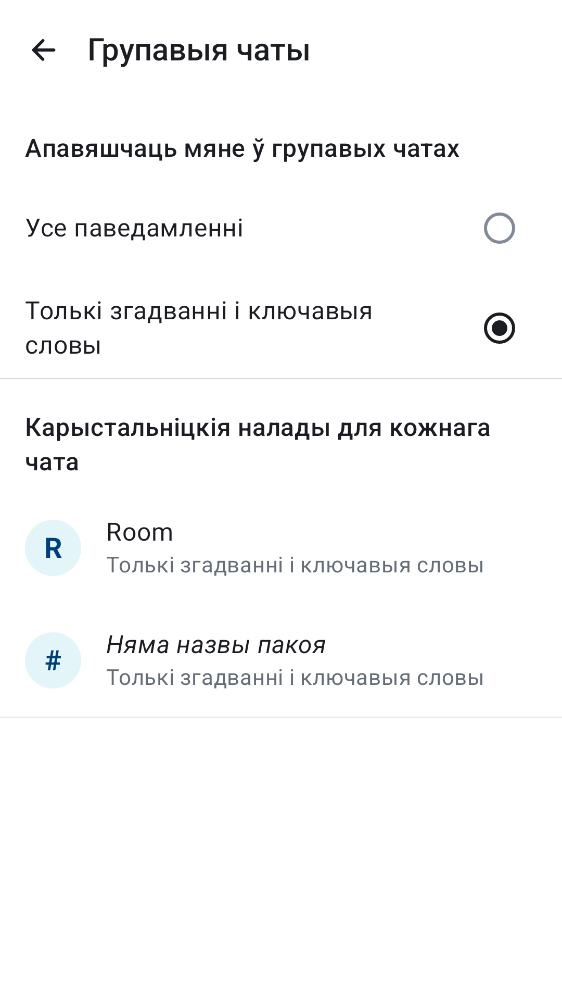 Групавыя чаты
Апавяшчаць мяне ў групавых чатах
Усе паведамленні
Толькі згадванні і ключавыя
словы
Карыстальніцкія налады для кожнага
чата
R
Room
Толькі згадванні і ключавыя словы
#
Няма назвы пакоя
Толькі згадванні і ключавыя словы